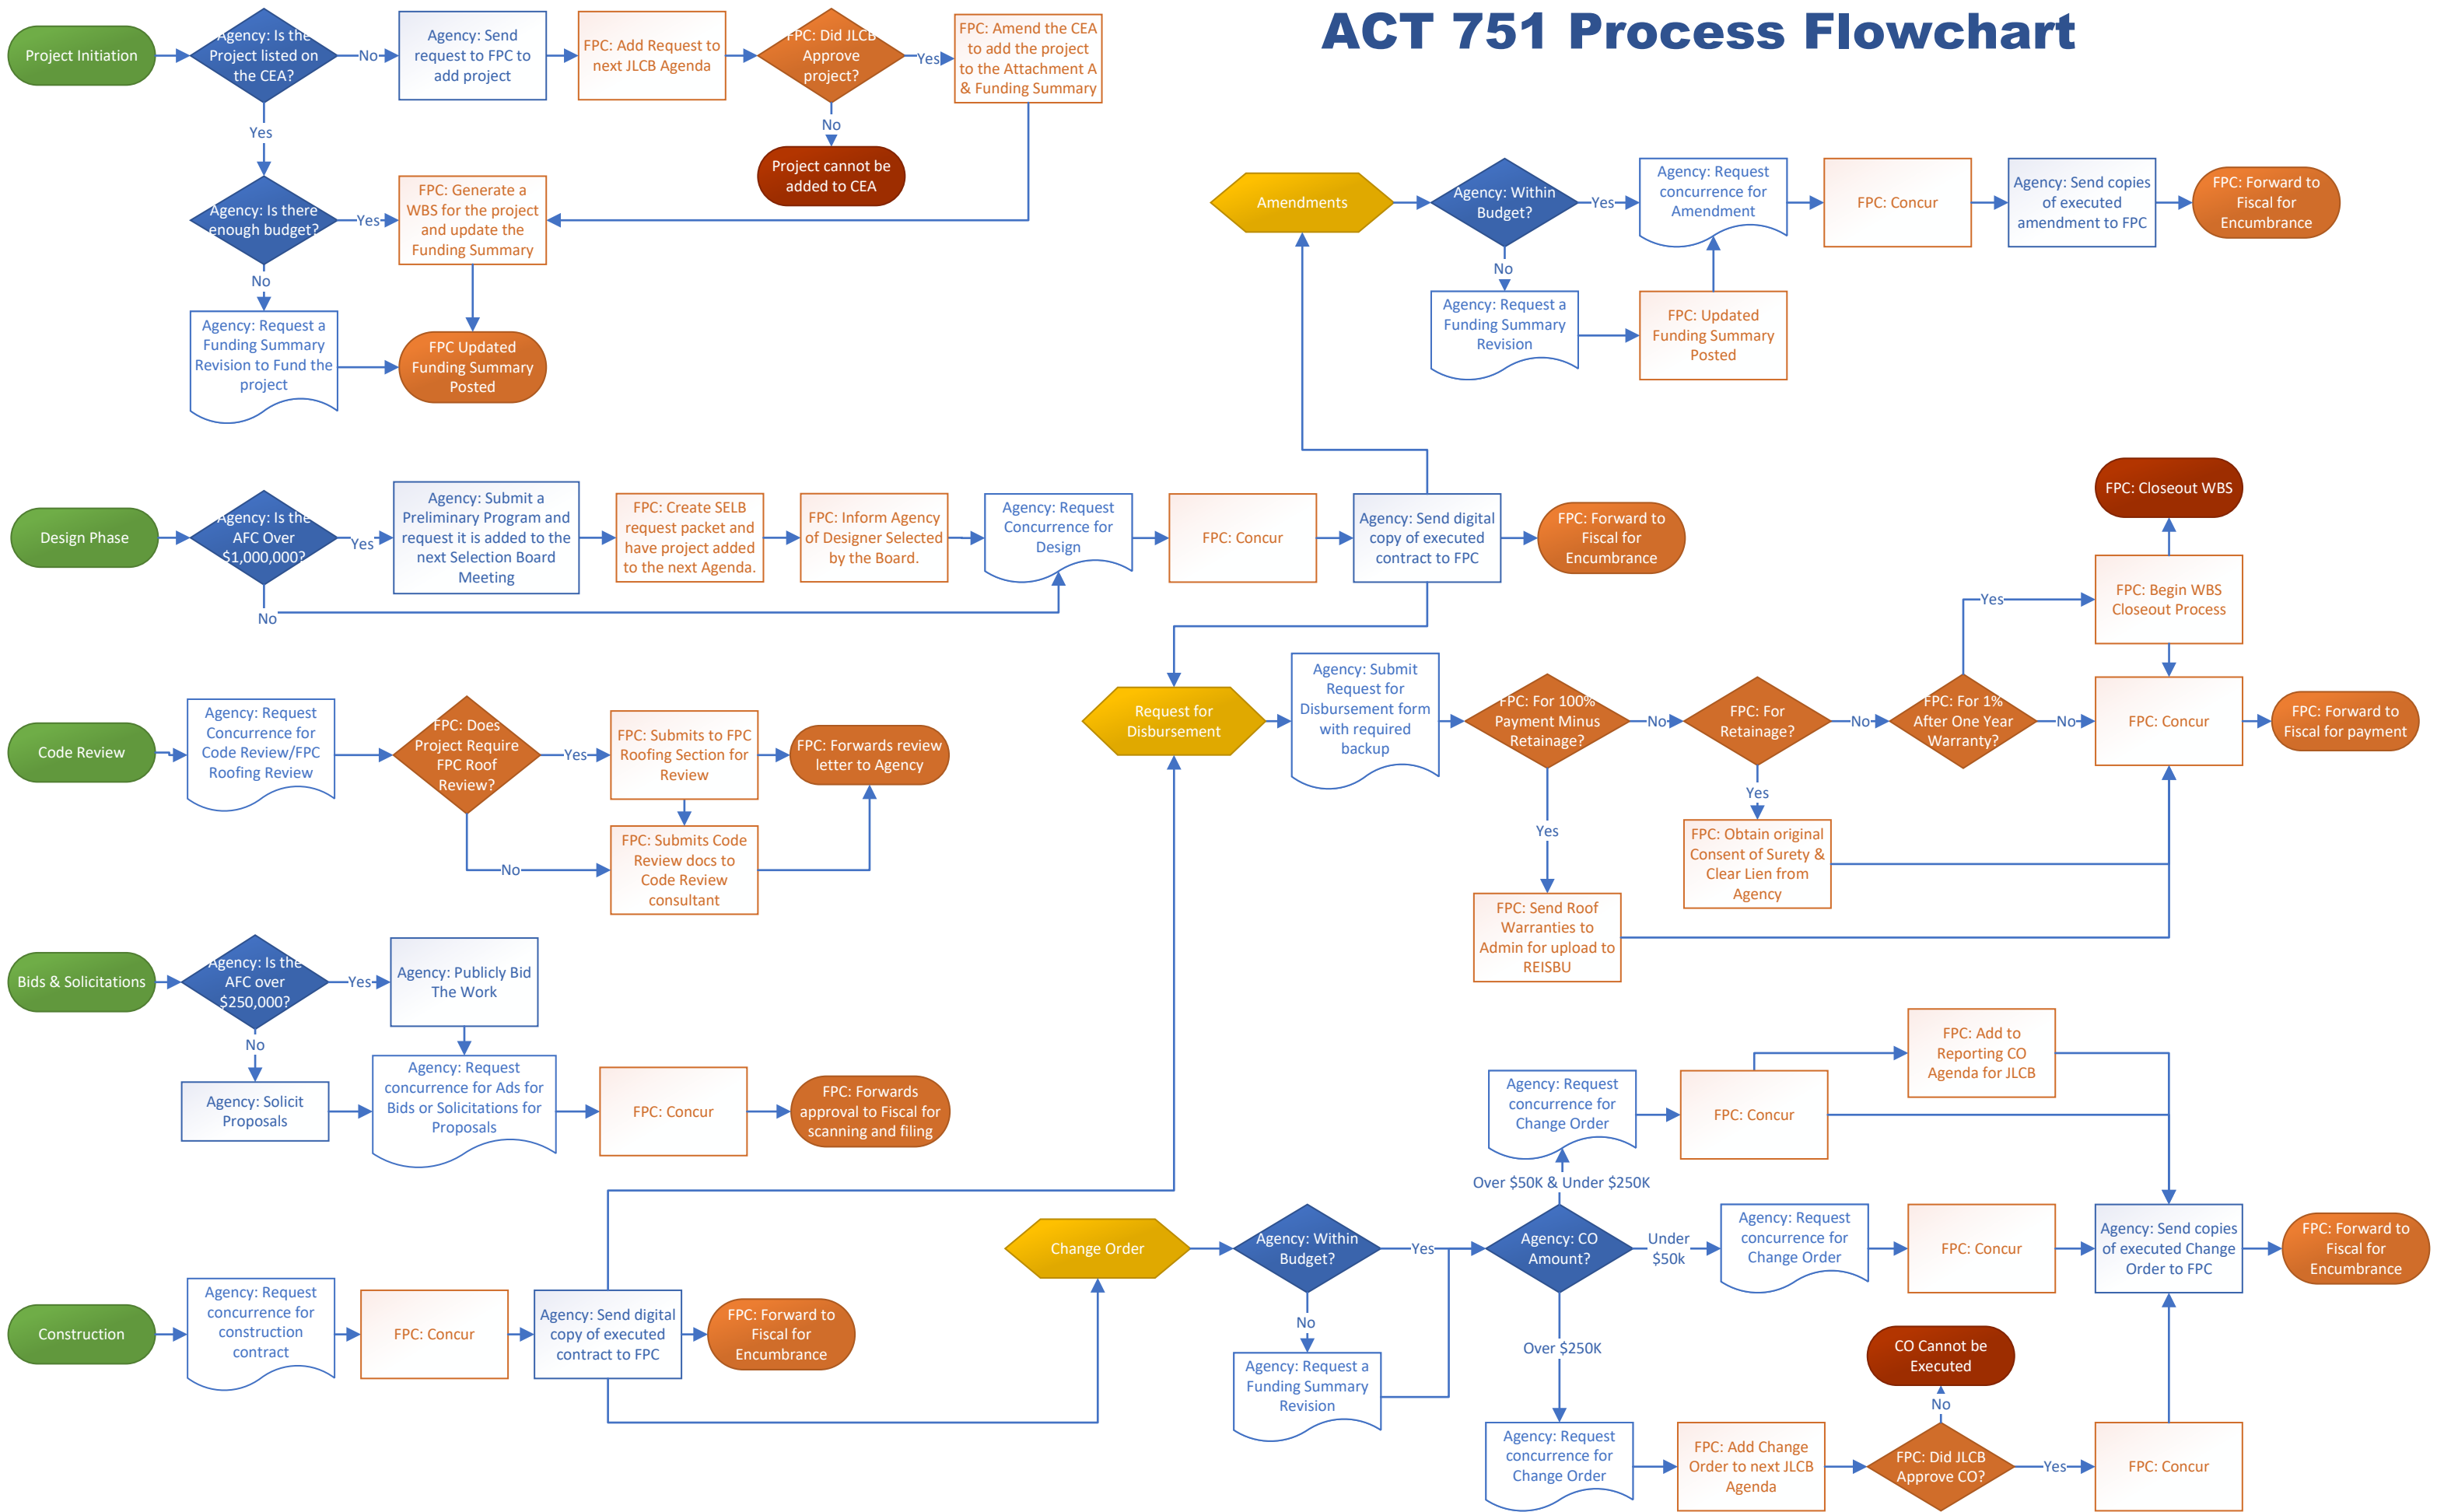 ACT 751 Process Flowchart
Project Initiation
Agency: Is the
Project listed on
the CEA?
No
Agency: Send
request to FPC to
add project
FPC: Add Request to
next JLCB Agenda
FPC: Did JLCB
Approve
project?
Yes
FPC: Amend the CEA
to add the project
to the Attachment A
& Funding Summary
Yes
No
Project cannot be
added to CEA
Agency: Is there
enough budget?
Yes
FPC: Generate a
WBS for the project
and update the
Funding Summary
No
Agency: Request a
Funding Summary
Revision to Fund the
project
FPC Updated
Funding Summary
Posted
Amendments
Agency: Within
Budget?
Yes
Agency: Request
concurrence for
Amendment
FPC: Concur
Agency: Send copies
of executed
amendment to FPC
FPC: Forward to
Fiscal for
Encumbrance
No
Agency: Request a
Funding Summary
Revision
FPC: Updated
Funding Summary
Posted
Design Phase
Agency: Is the
AFC Over
$1,000,000?
Yes
Agency: Submit a
Preliminary Program and
request it is added to the
next Selection Board
Meeting
FPC: Create SELB
request packet and
have project added
to the next Agenda.
FPC: Inform Agency
of Designer Selected
by the Board.
Agency: Request
Concurrence for
Design
FPC: Concur
Agency: Send digital
copy of executed
contract to FPC
FPC: Forward to
Fiscal for
Encumbrance
No
FPC: Closeout WBS
FPC: Begin WBS
Closeout Process
Yes
Code Review
Agency: Request
Concurrence for
Code Review/FPC
Roofing Review
FPC: Does
Project Require
FPC Roof
Review?
Yes
FPC: Submits to FPC
Roofing Section for
Review
FPC: Forwards review
letter to Agency
No
FPC: Submits Code
Review docs to
Code Review
consultant
Request for
Disbursement
Agency: Submit
Request for
Disbursement form
with required
backup
FPC: For 100%
Payment Minus
Retainage?
No
FPC: For
Retainage?
No
FPC: For 1%
After One Year
Warranty?
No
FPC: Concur
FPC: Forward to
Fiscal for payment
Yes
Yes
FPC: Obtain original
Consent of Surety &
Clear Lien from
Agency
FPC: Send Roof
Warranties to
Admin for upload to
REISBU
Bids & Solicitations
Agency: Is the
AFC over
$250,000?
Yes
Agency: Publicly Bid
The Work
No
Agency: Solicit
Proposals
Agency: Request
concurrence for Ads for
Bids or Solicitations for
Proposals
FPC: Concur
FPC: Forwards
approval to Fiscal for
scanning and filing
Agency: Request
concurrence for
Change Order
FPC: Concur
FPC: Add to
Reporting CO
Agenda for JLCB
Over $50K & Under $250K
Change Order
Agency: Within
Budget?
Yes
Agency: CO
Amount?
Under
$50k
Agency: Request
concurrence for
Change Order
FPC: Concur
Agency: Send copies
of executed Change
Order to FPC
FPC: Forward to
Fiscal for
Encumbrance
Construction
Agency: Request
concurrence for
construction
contract
FPC: Concur
Agency: Send digital
copy of executed
contract to FPC
FPC: Forward to
Fiscal for
Encumbrance
No
Agency: Request a
Funding Summary
Revision
Over $250K
CO Cannot be
Executed
No
Agency: Request
concurrence for
Change Order
FPC: Add Change
Order to next JLCB
Agenda
FPC: Did JLCB
Approve CO?
Yes
FPC: Concur